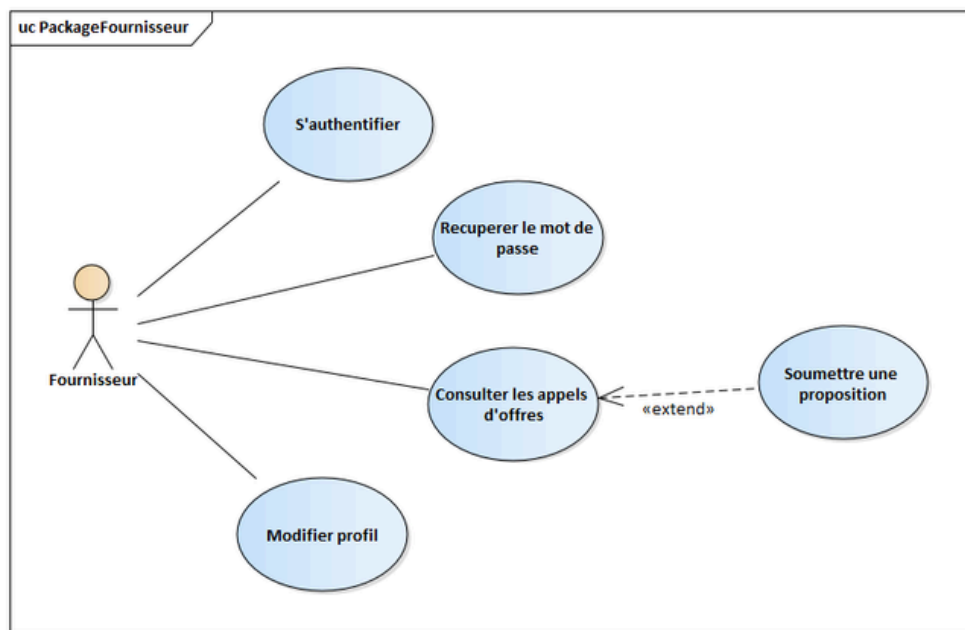 uc PackageFournisseur
S'authentifier
Recuperer le mot de
passe
Fournisseur
Consulter les appels
d'offres
«extend»
Soumettre une
proposition
Modifier profil